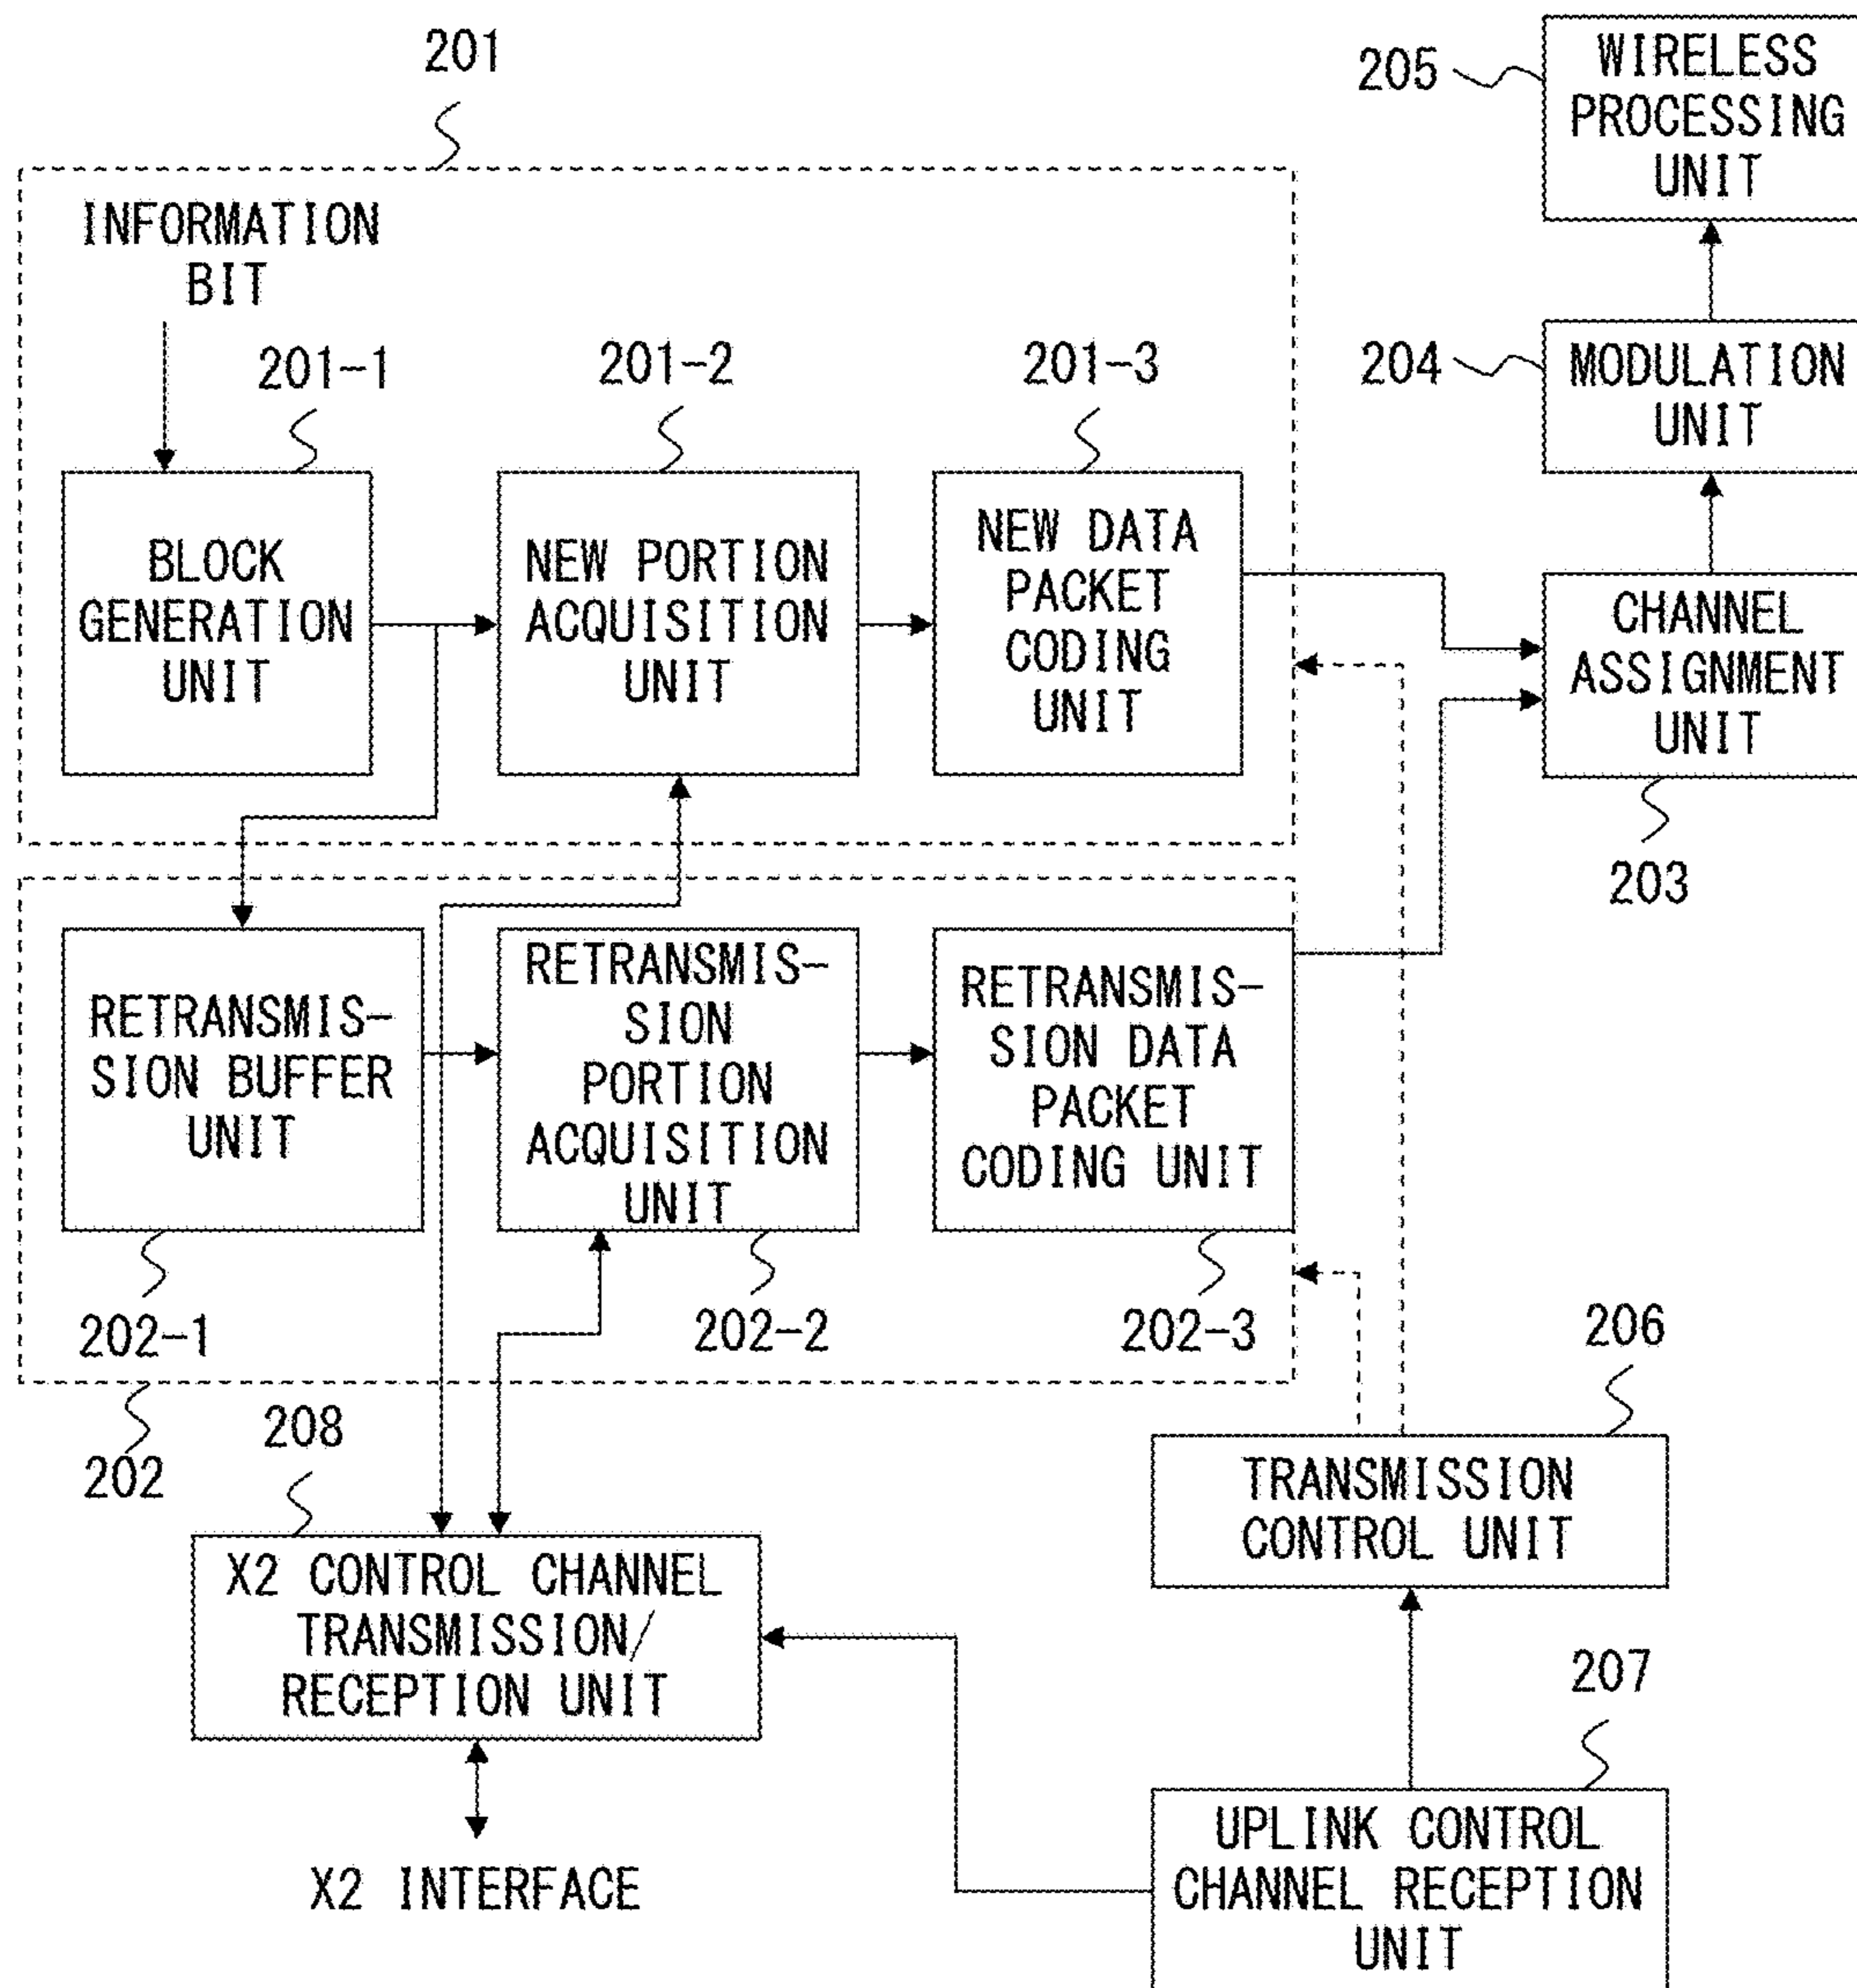 201
205
WIRELESS
PROCESSING
UNIT
INFORMATION
BIT
201-1
201-2
201-3
204
MODULATION
UNIT
BLOCK
GENERATION
UNIT
NEW PORTION
ACQUISITION
UNIT
NEW DATA
PACKET
CODING
UNIT
CHANNEL
ASSIGNMENT
UNIT
203
RETRANSMIS-
SION BUFFER
UNIT
RETRANSMIS-
SION
PORTION
ACQUISITION
UNIT
RETRANSMIS-
SION DATA
PACKET
CODING UNIT
202-1
202-2
202-3
202
208
206
TRANSMISSION
CONTROL UNIT
X2 CONTROL CHANNEL
TRANSMISSION/
RECEPTION UNIT
207
X2 INTERFACE
UPLINK CONTROL
CHANNEL RECEPTION
UNIT